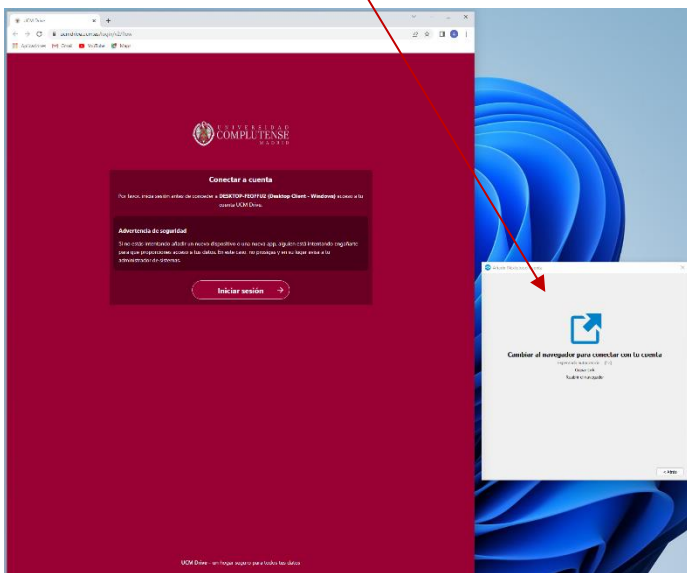 UCM Drive
Aplicaciones Gmail YouTube Maps
UNIVERSIDAD
COMPLUTENSE
MADRID
Conectar a cuenta
Por favor, inicia sesión antes de conceder a DESKTOP-FEOFFU2 (Desktop Client - Windows) acceso a tu
cuenta UCM Drive.
Advertencia de seguridad
Si no estás intentando añadir un nuevo dispositivo o una nueva app, alguien está intentando engañarte
para que proporciones acceso a tus datos. En este caso, no prosigas y en su lugar avisa a tu
administrador de sistemas.
Iniciar sesión
Cambiar al navegador para conectar con tu cuenta
< Atrás
UCM Drive - un hogar seguro para todos tus datos